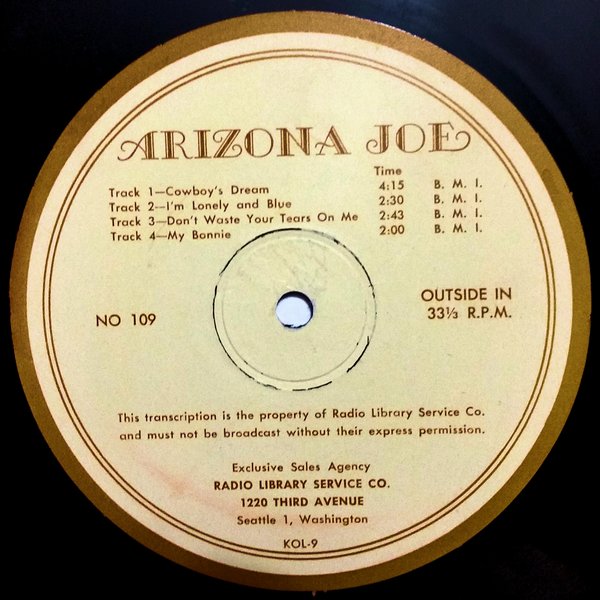 ARIZONA JOE
Time
Track 1—Cowboy's Dream 4:15 B. M. I.
Track 2—I'm Lonely and Blue 2:30 B. M. I.
Track 3—Don't Waste Your Tears On Me 2:43 B. M. I.
Track 4—My Bonnie 2:00 B. M. I.
NO 109
OUTSIDE IN
33⅓ R.P.M.
This transcription is the property of Radio Library Service Co.
and must not be broadcast without their express permission.
Exclusive Sales Agency
RADIO LIBRARY SERVICE CO.
1220 THIRD AVENUE
Seattle 1, Washington
KOL-9